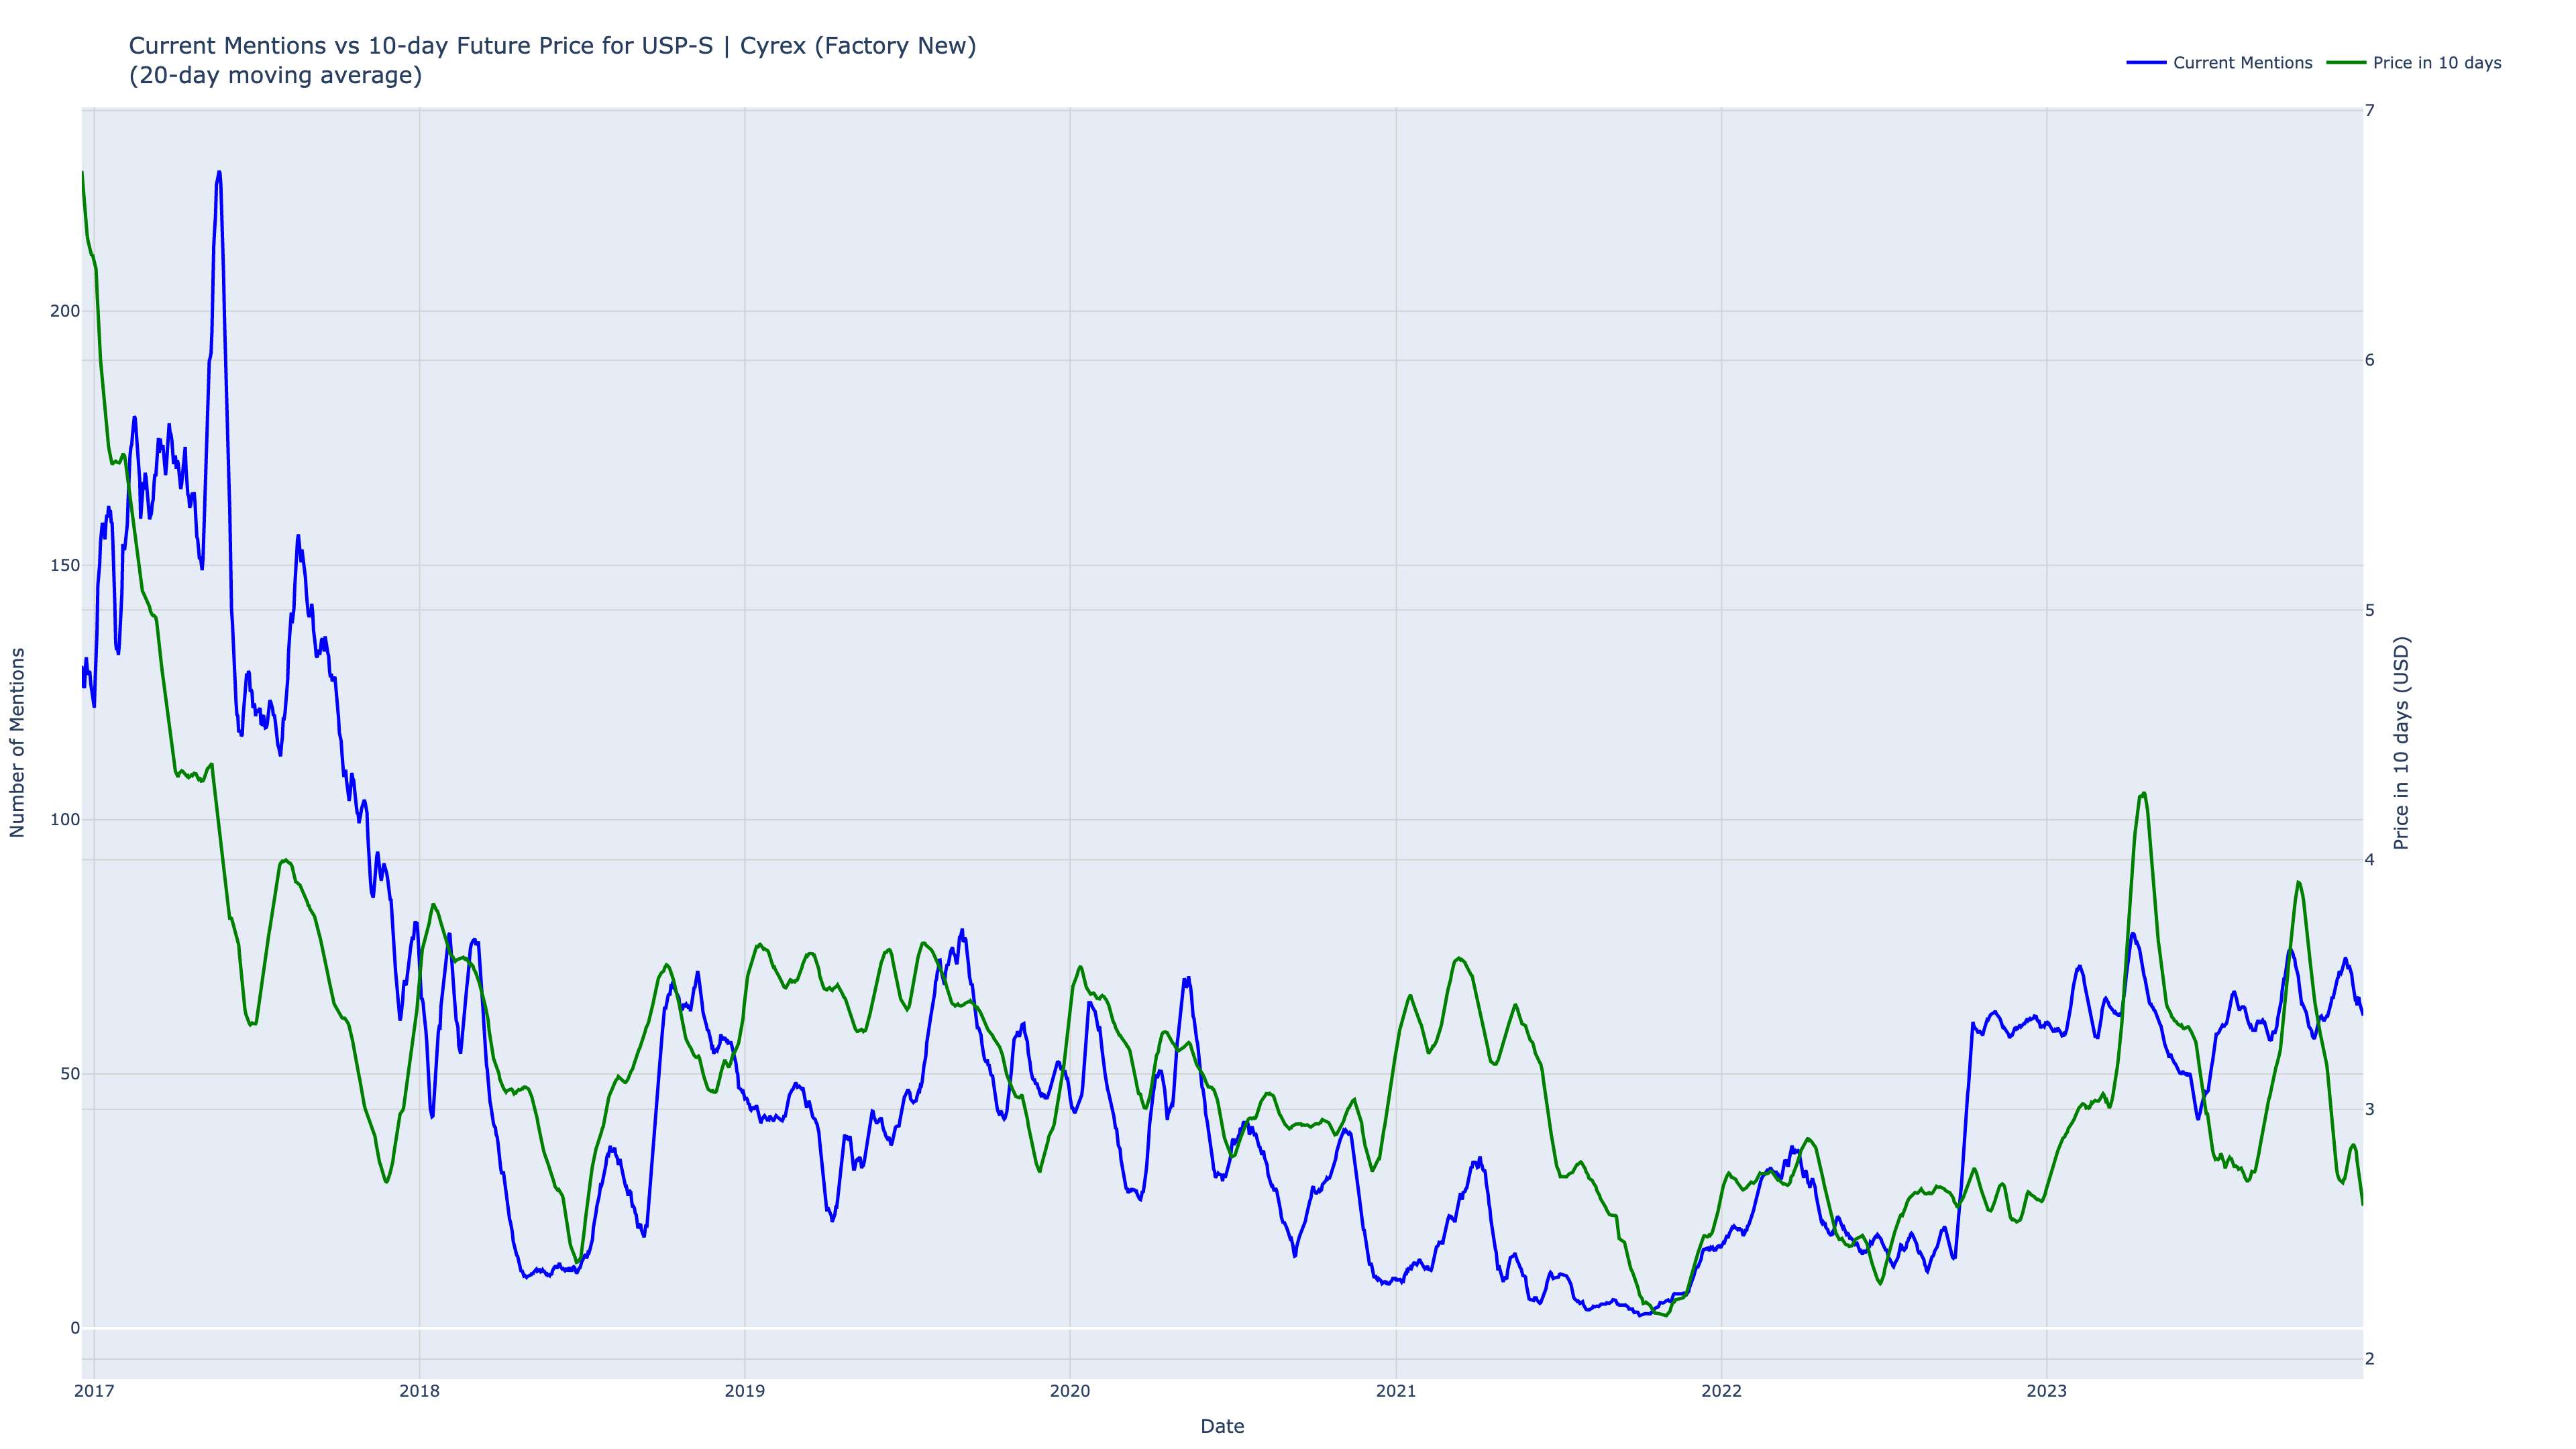 Current Mentions vs 10-day Future Price for USP-S | Cyrex (Factory New)
(20-day moving average)
Current Mentions
Price in 10 days
7
200
6
150
5
100
4
50
3
0
2
Number of Mentions
Price in 10 days (USD)
2017 2018 2019 2020 2021 2022 2023
Date